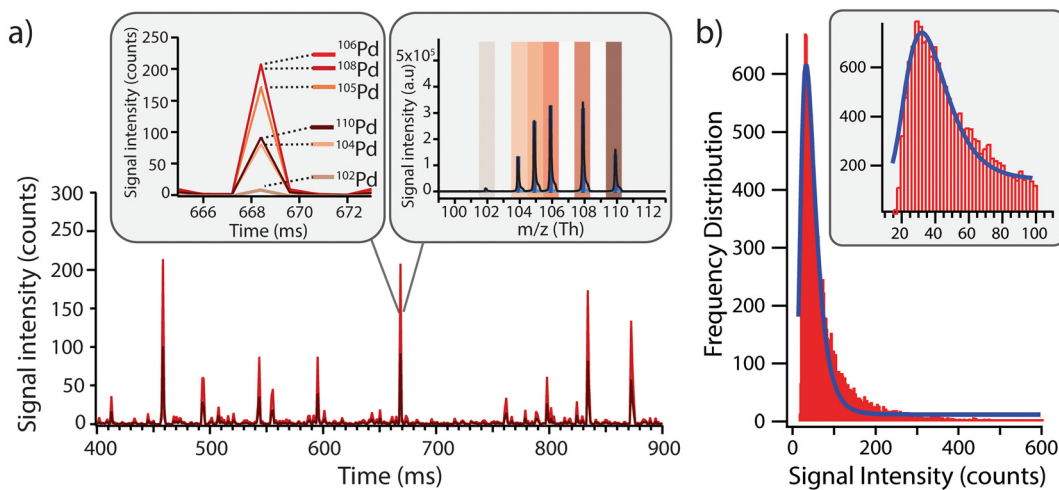 a)
Signal intensity (counts)
300
250
200
150
100
50
0
400
500
600
700
800
900
Time (ms)
Signal intensity (counts)
250
200
150
100
50
0
666
668
670
672
Time (ms)
¹⁰⁶Pd
¹⁰⁸Pd
¹⁰⁵Pd
¹¹⁰Pd
¹⁰⁴Pd
¹⁰²Pd
Signal intensity (a.u)
5x10⁵
4
3
2
1
0
100 102 104 106 108 110 112
m/z (Th)
b)
Frequency Distribution
600
500
400
300
200
100
0
0
200
400
600
Signal Intensity (counts)
800
600
400
200
20
40
60
80
100